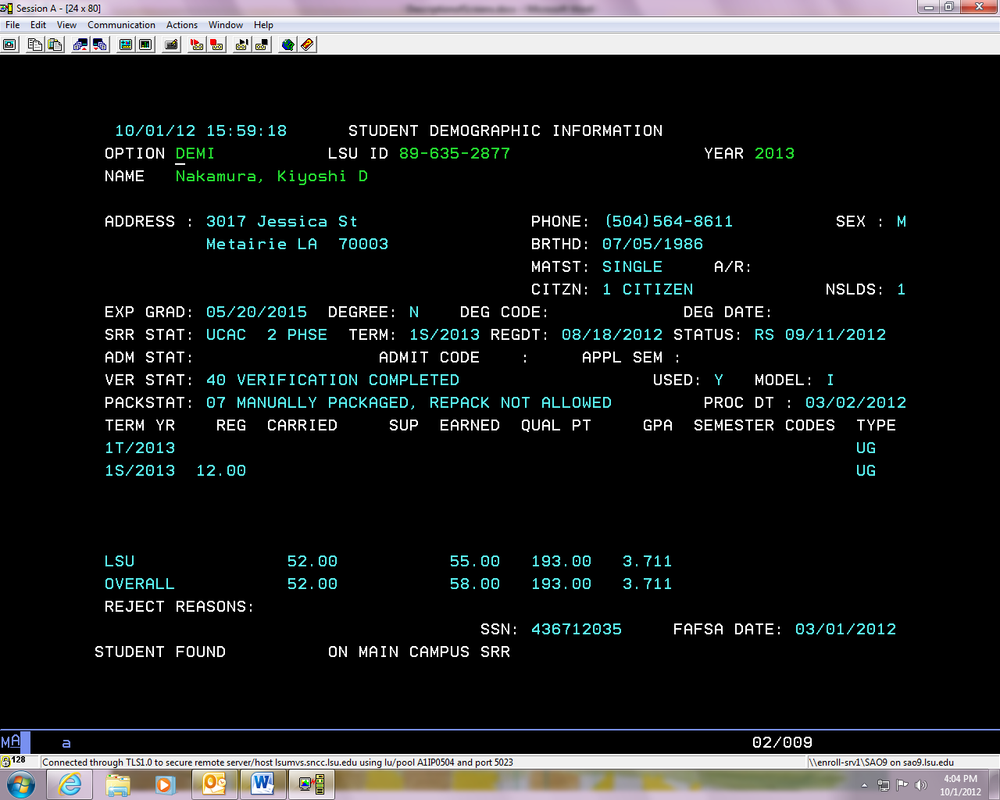 Session A - [24 x 80]
File Edit View Communication Actions Window Help
10/01/12 15:59:18 STUDENT DEMOGRAPHIC INFORMATION
OPTION DEMI LSU ID 89-635-2877 YEAR 2013
NAME Nakamura, Kiyoshi D
ADDRESS : 3017 Jessica St PHONE: (504)564-8611 SEX : M
Metairie LA 70003 BRTHD: 07/05/1986
MATST: SINGLE A/R:
CITZN: 1 CITIZEN NSLDS: 1
EXP GRAD: 05/20/2015 DEGREE: N DEG CODE: DEG DATE:
SRR STAT: UCAC 2 PHSE TERM: 1S/2013 REGDT: 08/18/2012 STATUS: RS 09/11/2012
ADM STAT: ADMIT CODE : APPL SEM :
VER STAT: 40 VERIFICATION COMPLETED USED: Y MODEL: I
PACKSTAT: 07 MANUALLY PACKAGED, REPACK NOT ALLOWED PROC DT : 03/02/2012
TERM YR REG CARRIED SUP EARNED QUAL PT GPA SEMESTER CODES TYPE
1T/2013 UG
1S/2013 12.00 UG
LSU 52.00 55.00 193.00 3.711
OVERALL 52.00 58.00 193.00 3.711
REJECT REASONS:
SSN: 436712035 FAFSA DATE: 03/01/2012
STUDENT FOUND ON MAIN CAMPUS SRR
MA a 02/009
128 Connected through TLS1.0 to secure remote server/host lsumvs.sncc.lsu.edu using lu/pool A1IP0504 and port 5023 \\enroll-srv1\SAO9 on sao9.lsu.edu
4:04 PM
10/1/2012